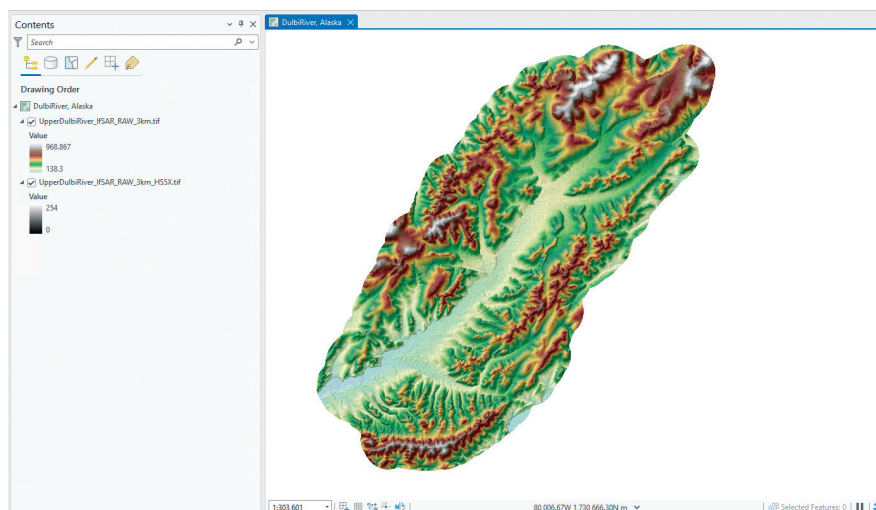 Contents
Search
Drawing Order
DulbiRiver, Alaska
UpperDulbiRiver_IfSAR_RAW_3km.tif
Value
968.867
138.3
UpperDulbiRiver_IfSAR_RAW_3km_HS5X.tif
Value
254
0
DulbiRiver, Alaska
1:303,601
80,006.67W 1,730,666.30N m
Selected Features: 0